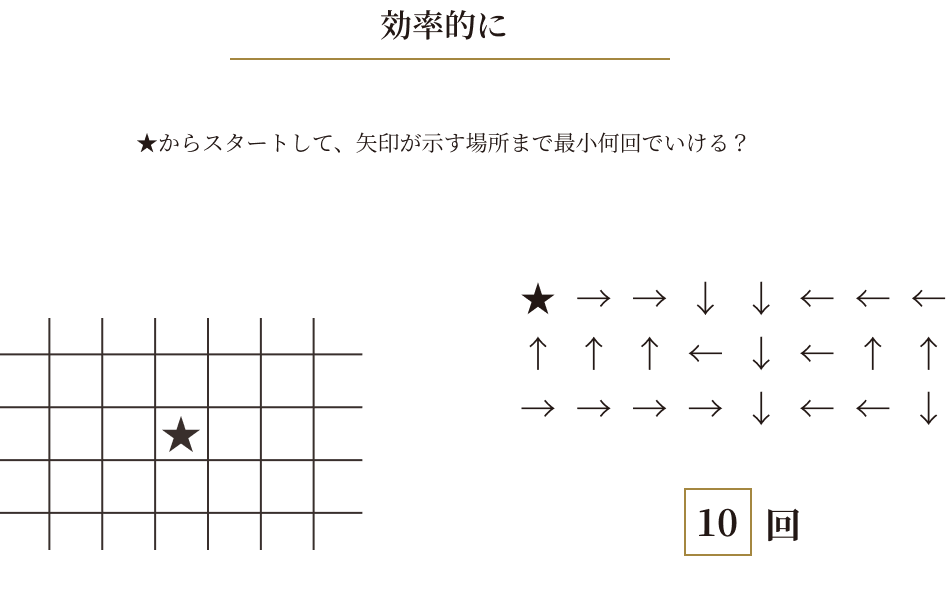 効率的に
★からスタートして、矢印が示す場所まで最小何回でいける？
★→→↓↓←←←
↑↑↑←↓←↑↑
→→→→↓←←↓
★
10 回